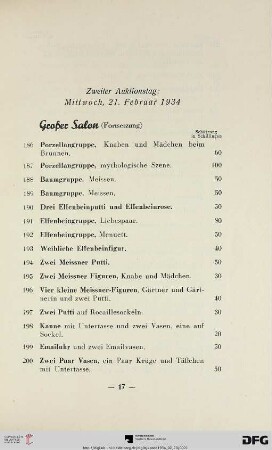 Zweiter Auktionstag:
Mittwoch, 21. Februar 1934
Großer Salon (Fortsetzung)
Schätzung
in Schillingen
186 Porzellangruppe, Knaben und Mädchen beim
Brunnen. 60
187 Porzellangruppe, mythologische Szene. 100
188 Baumgruppe, Meissen. 50
189 Baumgruppe, Meissen. 50
190 Drei Elfenbeinputti und Elfenbeinrose. 50
191 Elfenbeingruppe, Liebespaar. 90
192 Elfenbeingruppe, Menuett. 50
193 Weibliche Elfenbeinfigur. 40
194 Zwei Meissner Putti. 50
195 Zwei Meissner Figuren, Knabe und Mädchen. 30
196 Vier kleine Meissner-Figuren, Gärtner und Gärt-
nerin und zwei Putti. 40
197 Zwei Putti auf Rocaillesockeln. 30
198 Kanne mit Untertasse und zwei Vasen, eine auf
Sockel. 20
199 Emailuhr und zwei Emailvasen. 50
200 Zwei Paar Vasen, ein Paar Krüge und Täßchen
mit Untertasse. 50
— 17 —
DFG